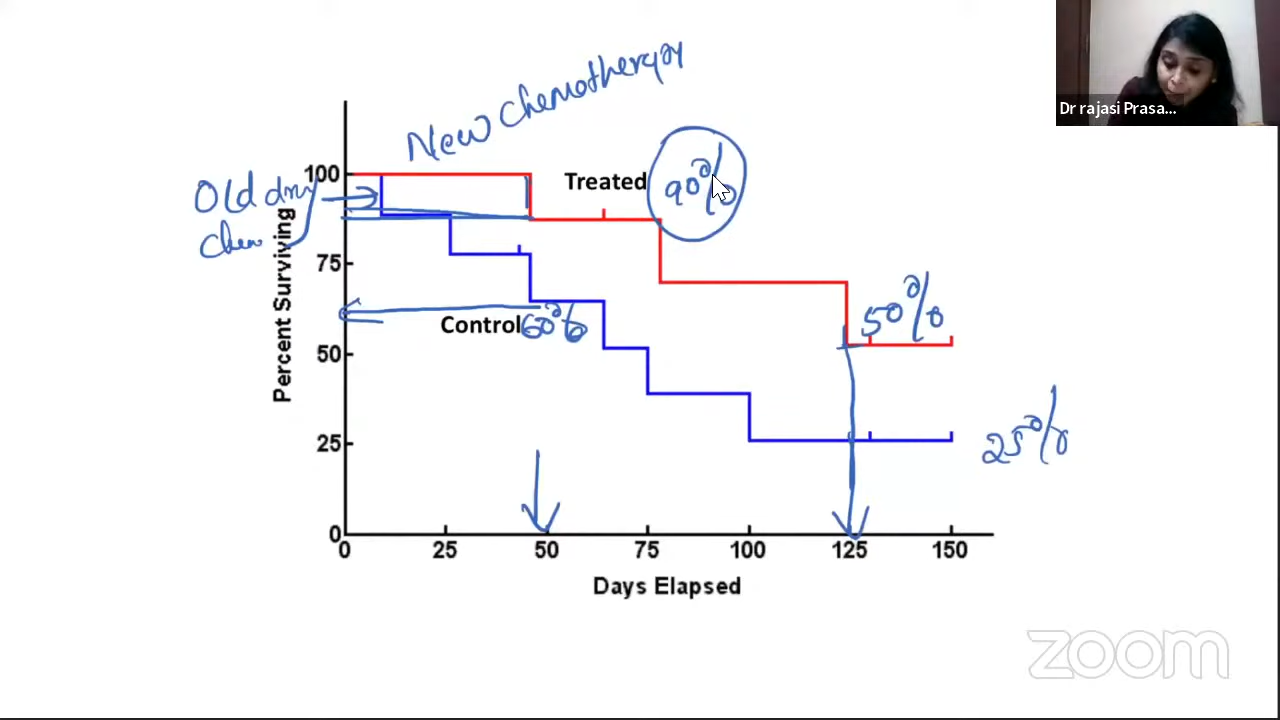 Dr rajasi Prasa...
New chemotherapy
Old drug
Treated 90%
100
75
50
25
0
Percent Surviving
Control 60%
50%
25%
0 25 50 75 100 125 150
Days Elapsed
zoom